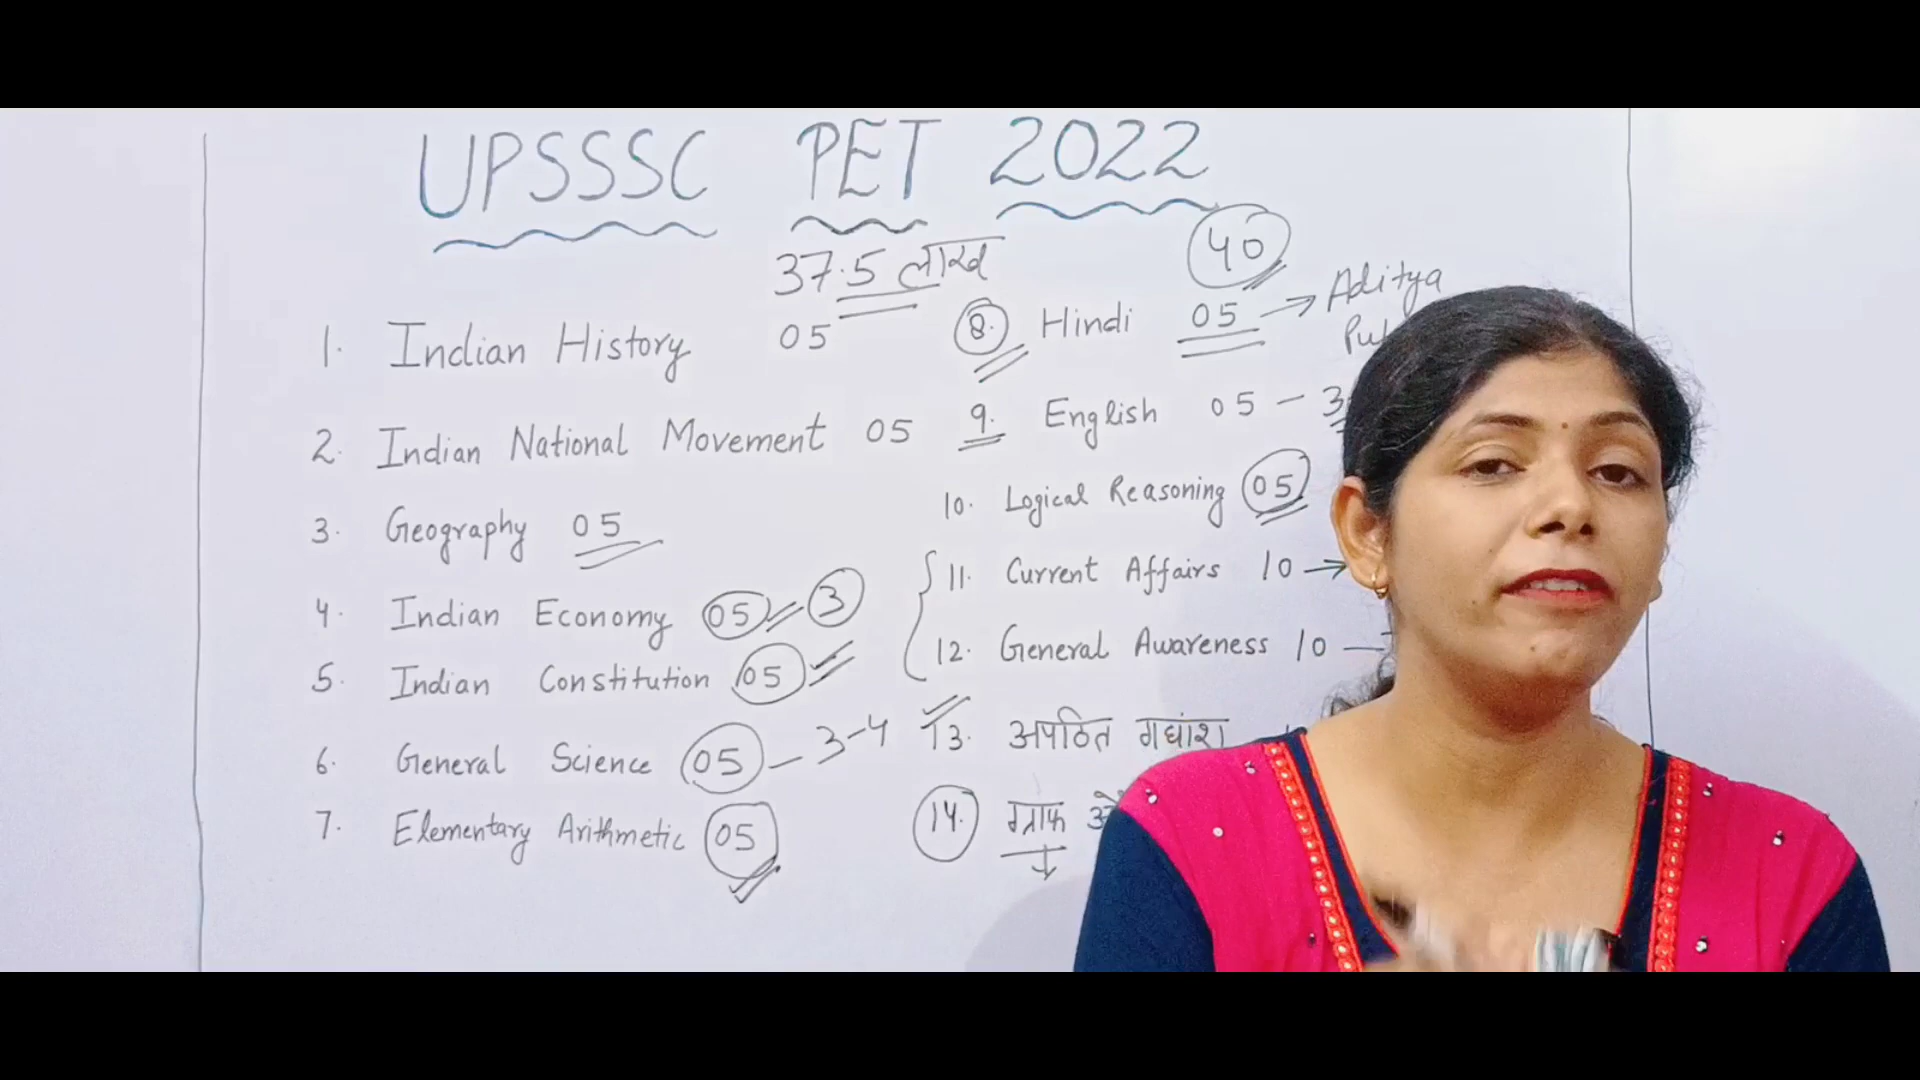 UPSSSC PET 2022
37.5 लाख
40
1. Indian History 05
2. Indian National Movement 05
3. Geography 05
4. Indian Economy 05 3
5. Indian Constitution 05
6. General Science 05 - 3-4
7. Elementary Arithmetic 05
8. Hindi 05 → Aditya
9. English 05 - 3
10. Logical Reasoning 05
11. Current Affairs 10 →
12. General Awareness 10 -
13. अपठित गद्यांश
14. ग्राफ